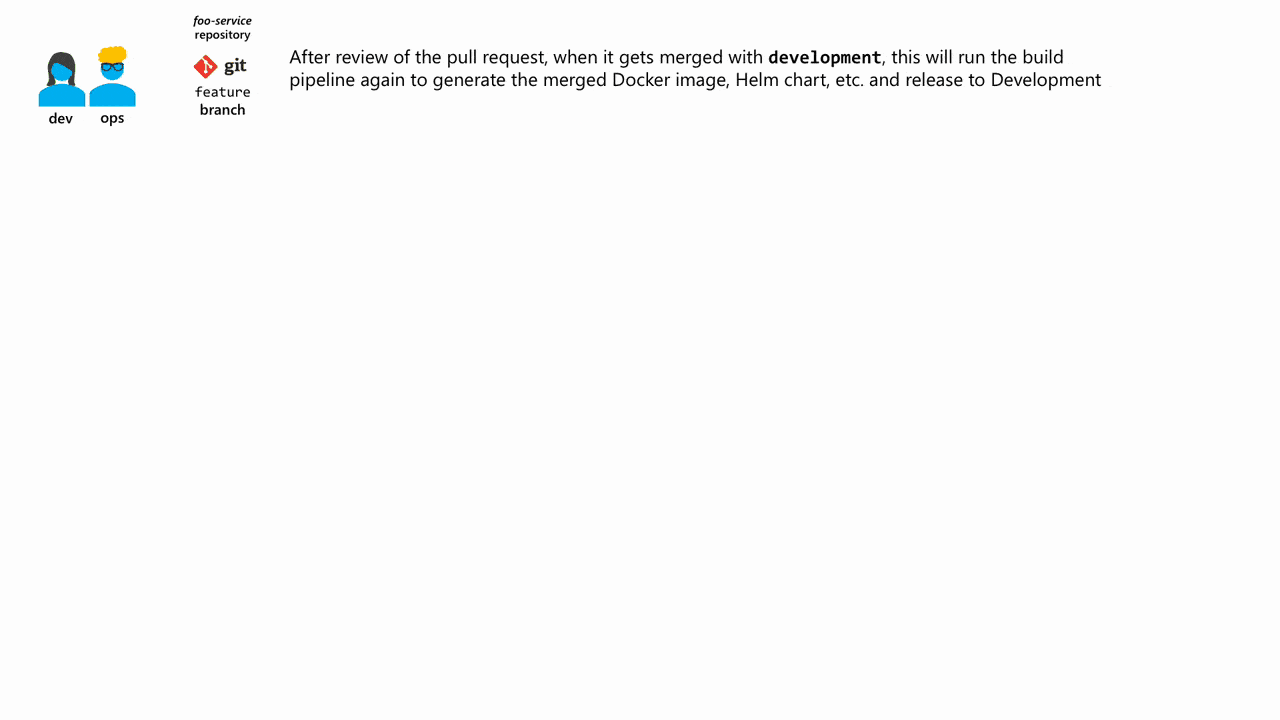 foo-service
repository
git
feature
branch
dev
ops
After review of the pull request, when it gets merged with development, this will run the build
pipeline again to generate the merged Docker image, Helm chart, etc. and release to Development